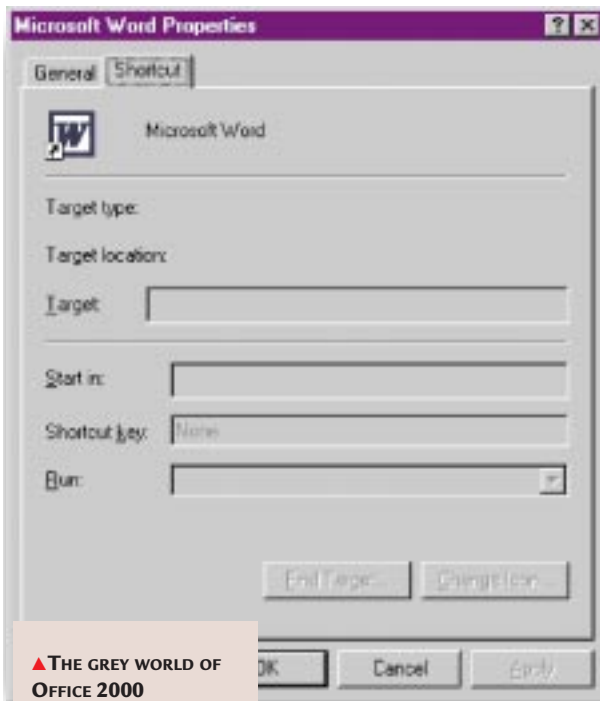 Microsoft Word Properties
General Shortcut
Microsoft Word
Target type:
Target location:
Target:
Start in:
Shortcut key: None
Run:
Find Target... Change Icon...
OK Cancel Apply
▲THE GREY WORLD OF
OFFICE 2000